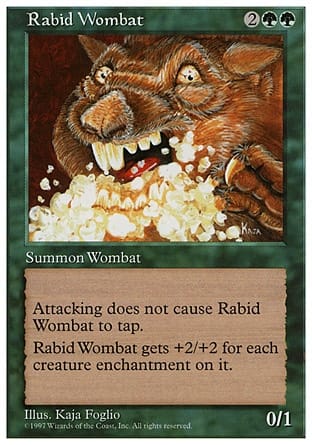 Rabid Wombat 2
KAJA
Summon Wombat
Attacking does not cause Rabid
Wombat to tap.
Rabid Wombat gets +2/+2 for each
creature enchantment on it.
Illus. Kaja Foglio
© 1997 Wizards of the Coast, Inc. All rights reserved.
0/1